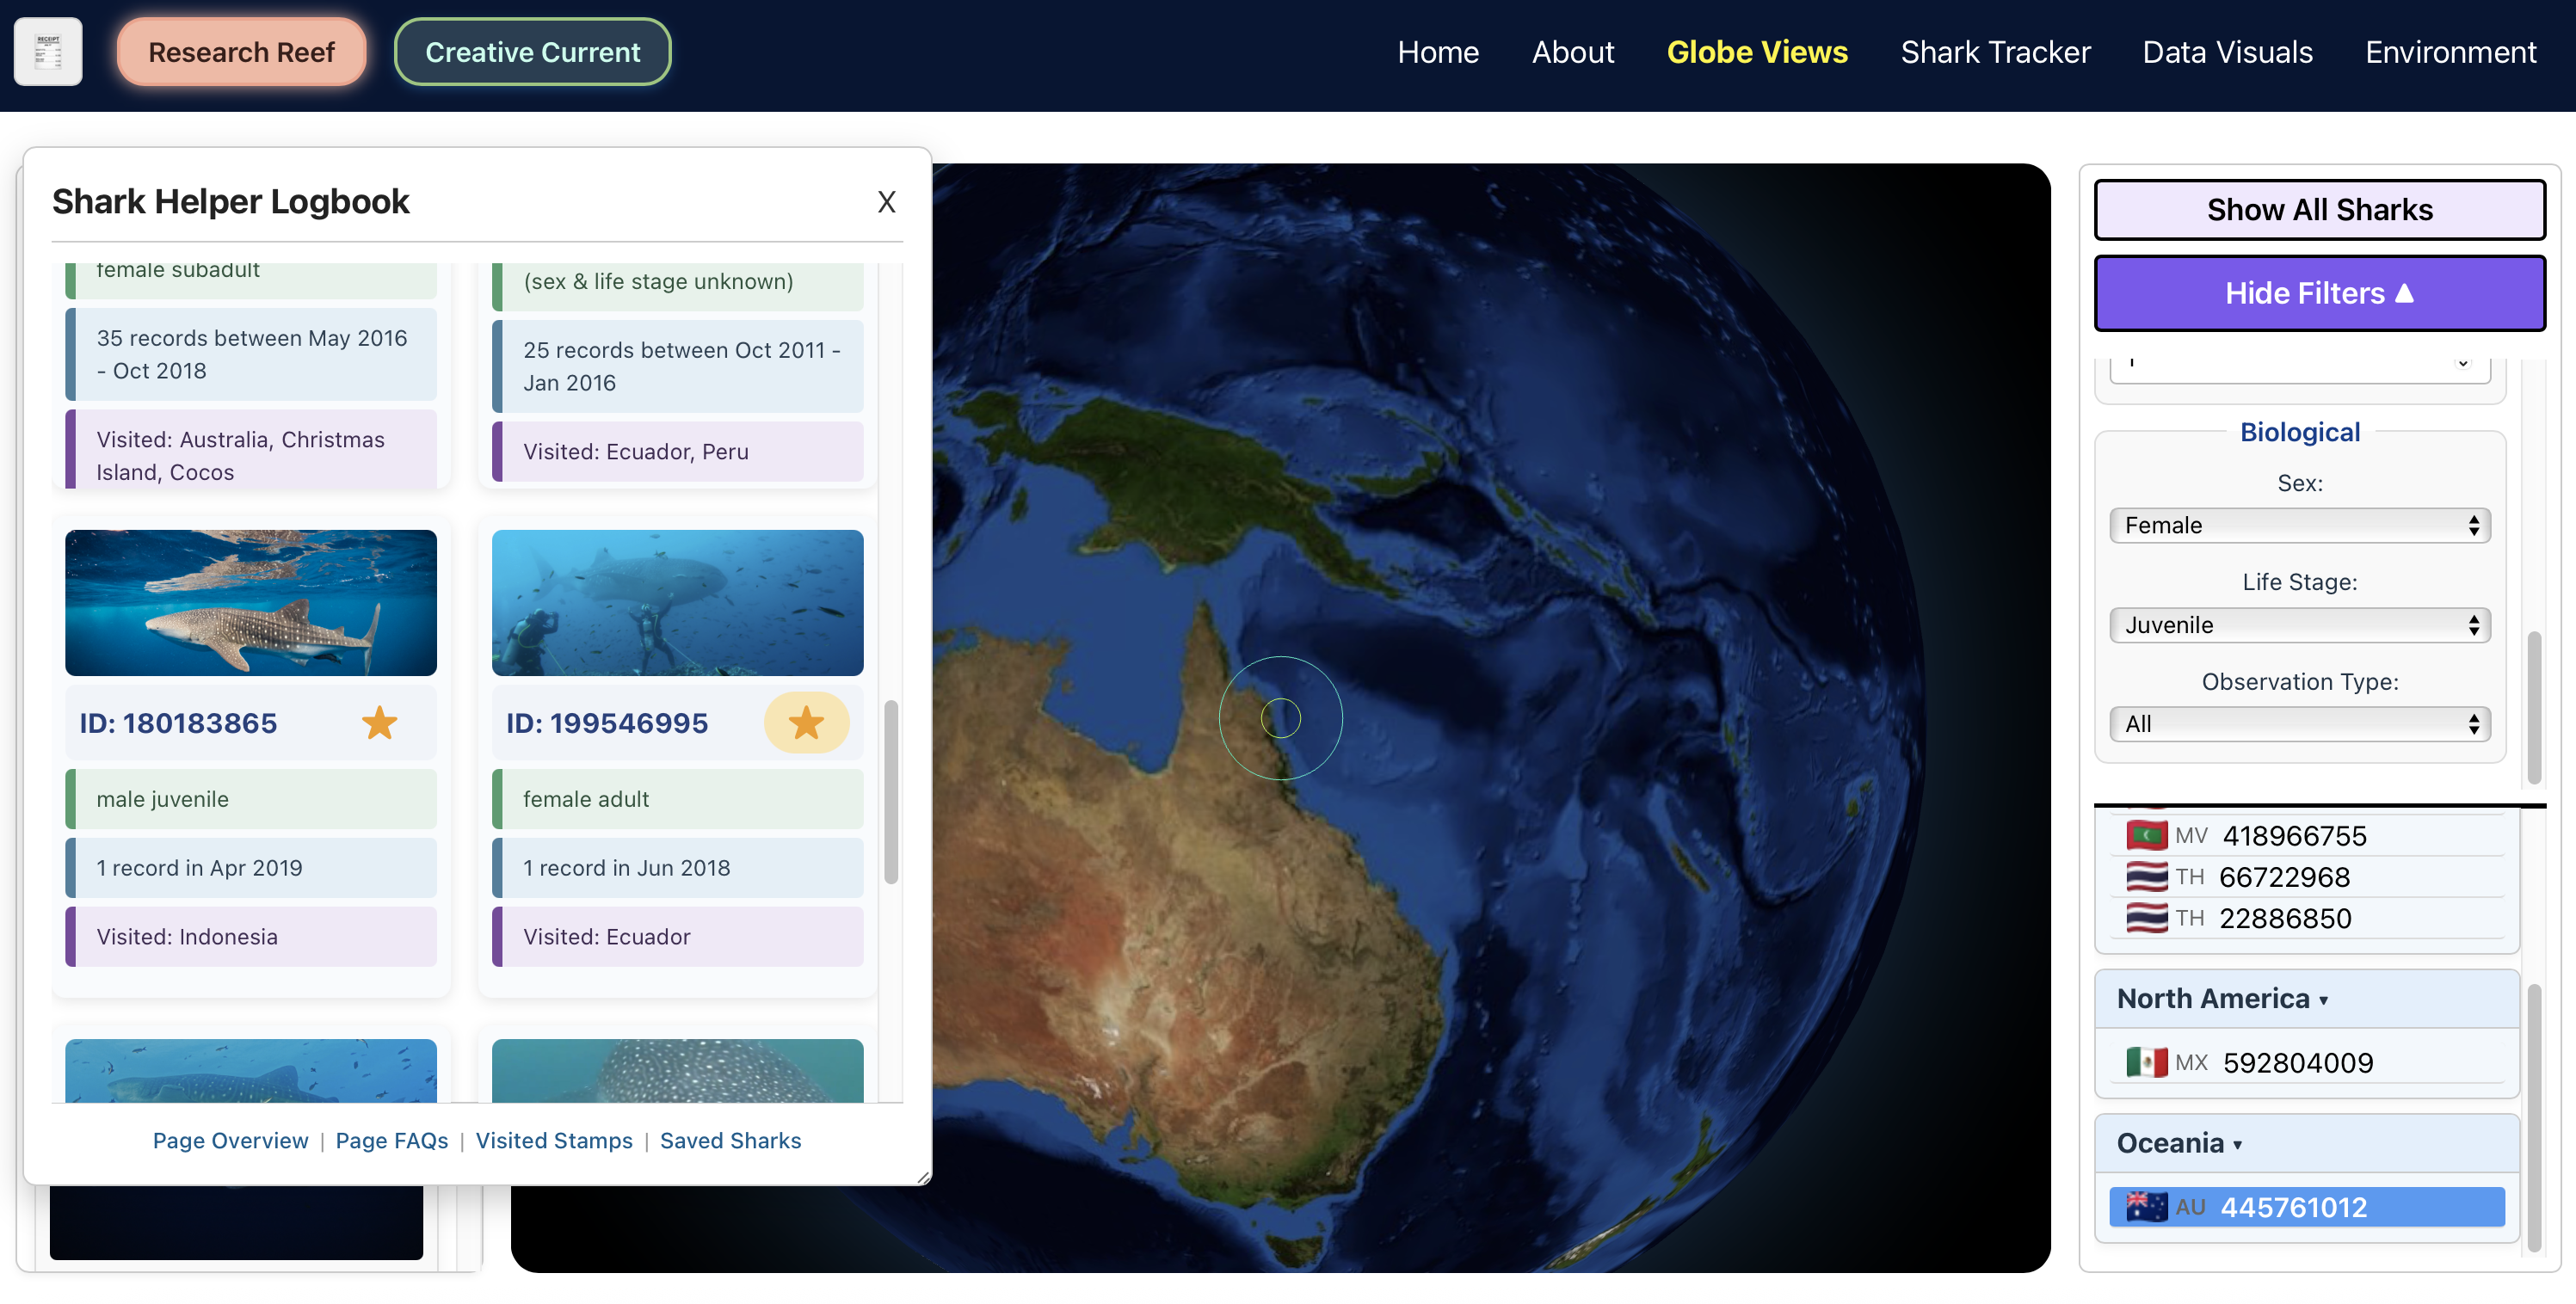 RECEIPT
Research Reef
Creative Current
Home
About
Globe Views
Shark Tracker
Data Visuals
Environment
Shark Helper Logbook
X
female subadult
35 records between May 2016
- Oct 2018
Visited: Australia, Christmas
Island, Cocos
(sex & life stage unknown)
25 records between Oct 2011 -
Jan 2016
Visited: Ecuador, Peru
ID: 180183865
male juvenile
1 record in Apr 2019
Visited: Indonesia
ID: 199546995
female adult
1 record in Jun 2018
Visited: Ecuador
Page Overview | Page FAQs | Visited Stamps | Saved Sharks
Show All Sharks
Hide Filters ▲
Biological
Sex:
Female
Life Stage:
Juvenile
Observation Type:
All
MV 418966755
TH 66722968
TH 22886850
North America ▾
MX 592804009
Oceania ▾
AU 445761012